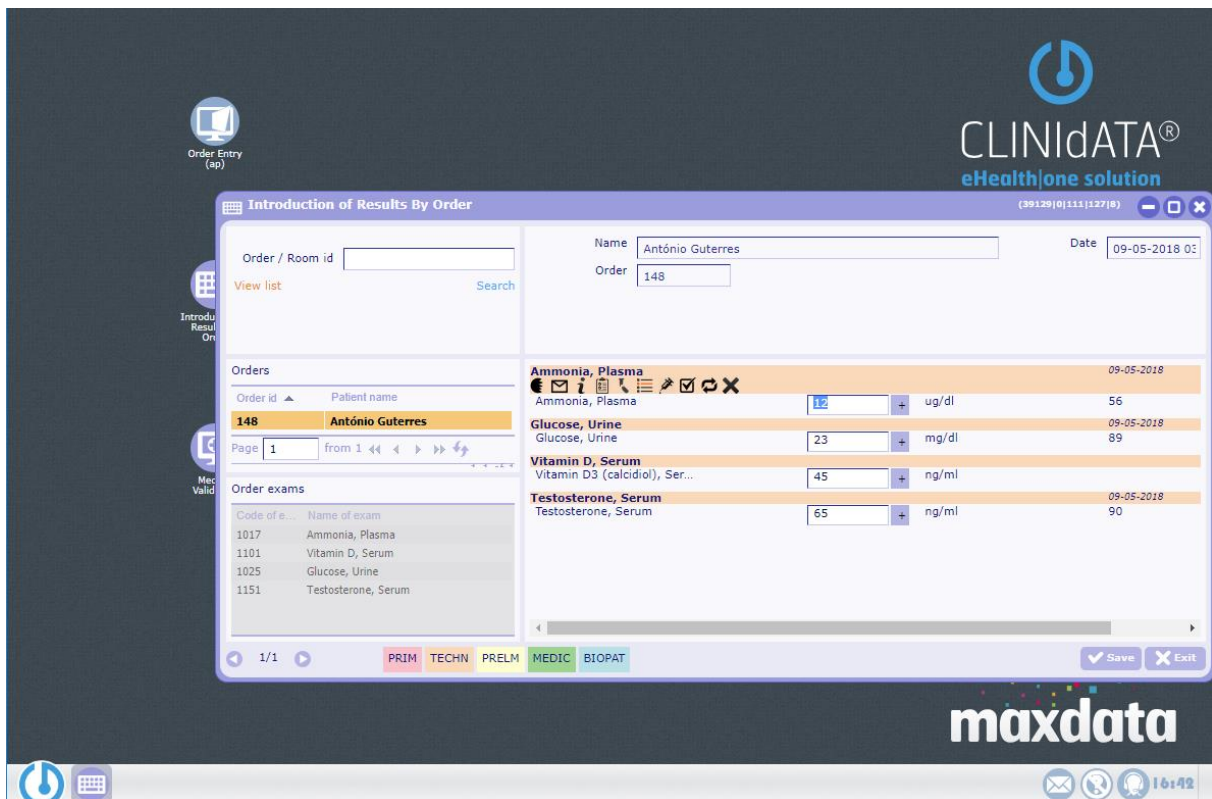 CLINIdATA®
eHealth|one solution
Order Entry
(ap)
Introduction of Results By Order
(39129|0|111|127|8)
Order / Room id
View list Search
Name António Guterres
Date 09-05-2018 03
Order 148
Introdu
Resul
Or
Orders
Order id Patient name
148 António Guterres
Page 1 from 1
Med
Valid
Order exams
Code of e... Name of exam
1017 Ammonia, Plasma
1101 Vitamin D, Serum
1025 Glucose, Urine
1151 Testosterone, Serum
Ammonia, Plasma 09-05-2018
Ammonia, Plasma 12 + ug/dl 56
Glucose, Urine 09-05-2018
Glucose, Urine 23 + mg/dl 89
Vitamin D, Serum
Vitamin D3 (calcidiol), Ser... 45 + ng/ml
Testosterone, Serum 09-05-2018
Testosterone, Serum 65 + ng/ml 90
1/1 PRIM TECHN PRELM MEDIC BIOPAT Save Exit
maxdata
16:42